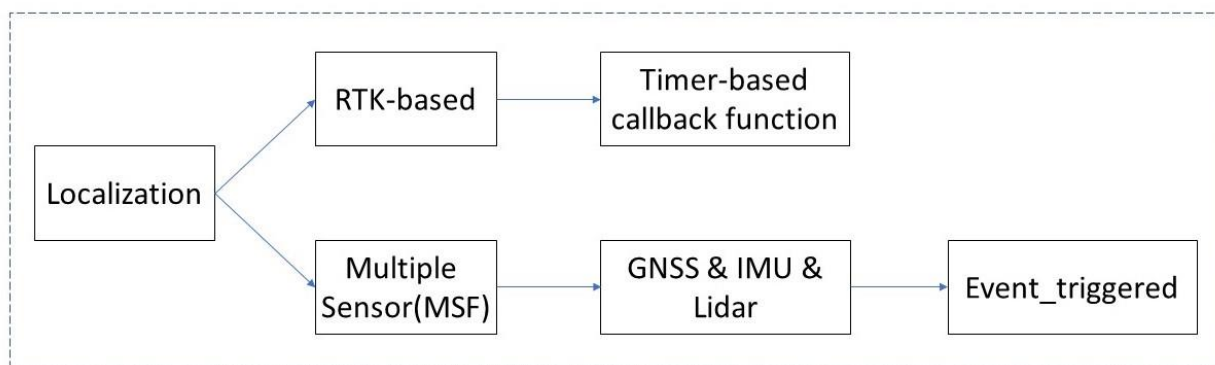 Localization
RTK-based
Timer-based
callback function
Multiple
Sensor(MSF)
GNSS & IMU &
Lidar
Event_triggered